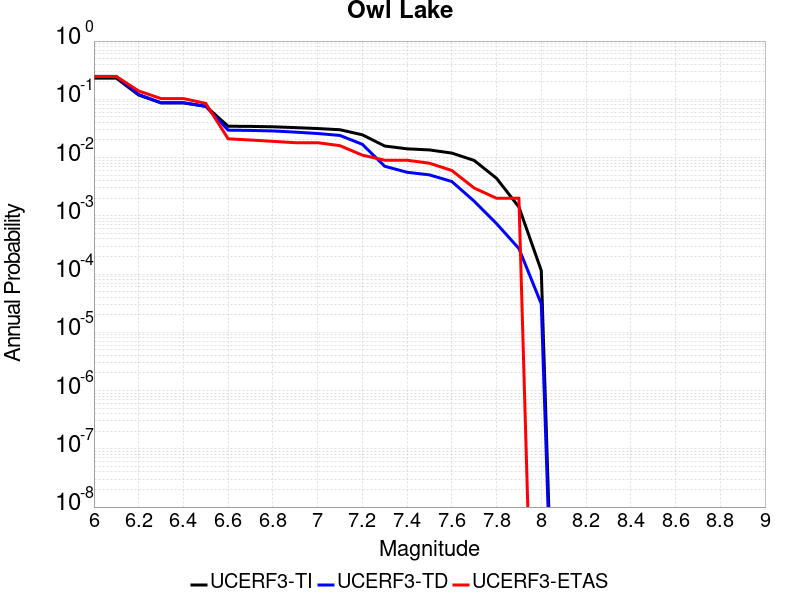 Owl Lake
10^0
10^-1
10^-2
10^-3
10^-4
10^-5
10^-6
10^-7
10^-8
Annual Probability
6 6.2 6.4 6.6 6.8 7 7.2 7.4 7.6 7.8 8 8.2 8.4 8.6 8.8 9
Magnitude
UCERF3-TI UCERF3-TD UCERF3-ETAS